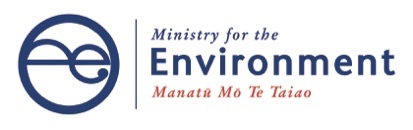 Ministry for the
Environment
Manatū Mō Te Taiao